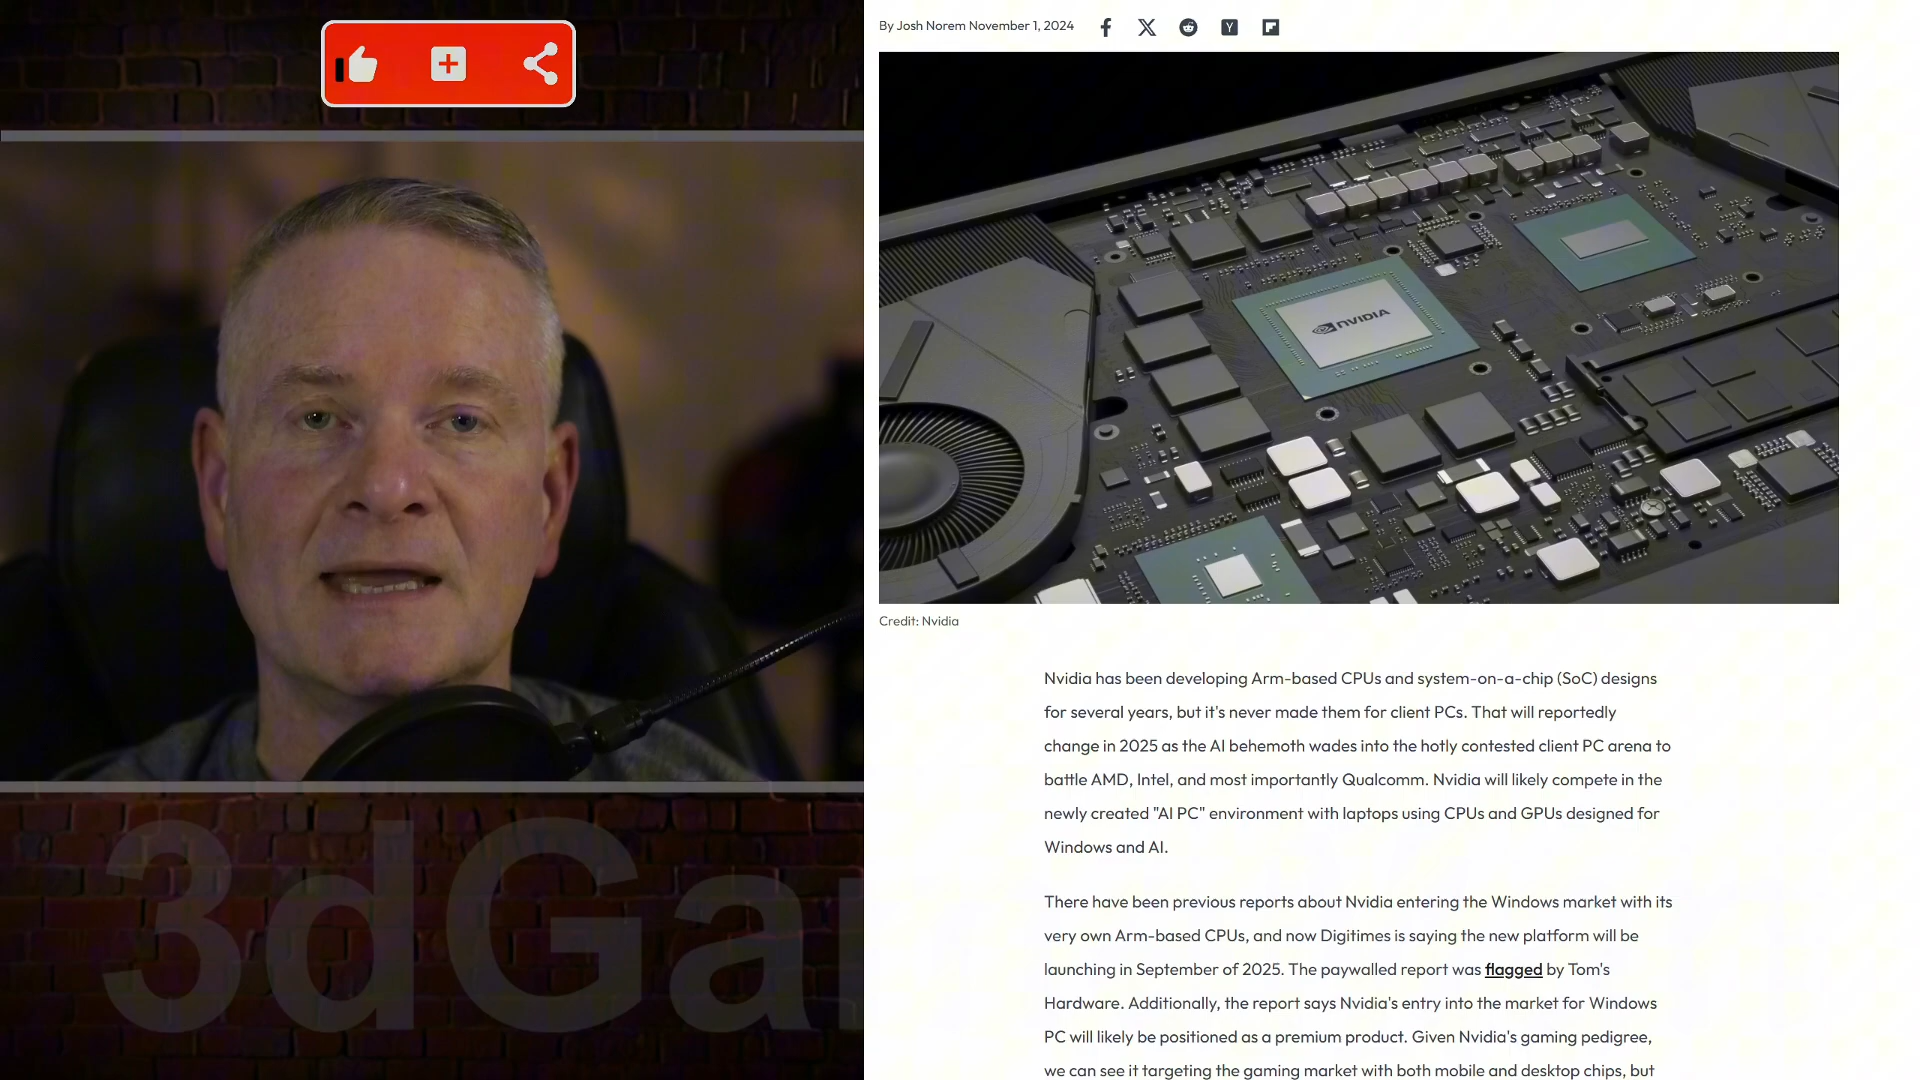 By Josh Norem November 1, 2024
NVIDIA
Credit: Nvidia
Nvidia has been developing Arm-based CPUs and system-on-a-chip (SoC) designs
for several years, but it's never made them for client PCs. That will reportedly
change in 2025 as the AI behemoth wades into the hotly contested client PC arena to
battle AMD, Intel, and most importantly Qualcomm. Nvidia will likely compete in the
newly created "AI PC" environment with laptops using CPUs and GPUs designed for
Windows and AI.
There have been previous reports about Nvidia entering the Windows market with its
very own Arm-based CPUs, and now Digitimes is saying the new platform will be
launching in September of 2025. The paywalled report was flagged by Tom's
Hardware. Additionally, the report says Nvidia's entry into the market for Windows
PC will likely be positioned as a premium product. Given Nvidia's gaming pedigree,
we can see it targeting the gaming market with both mobile and desktop chips, but
3dGa